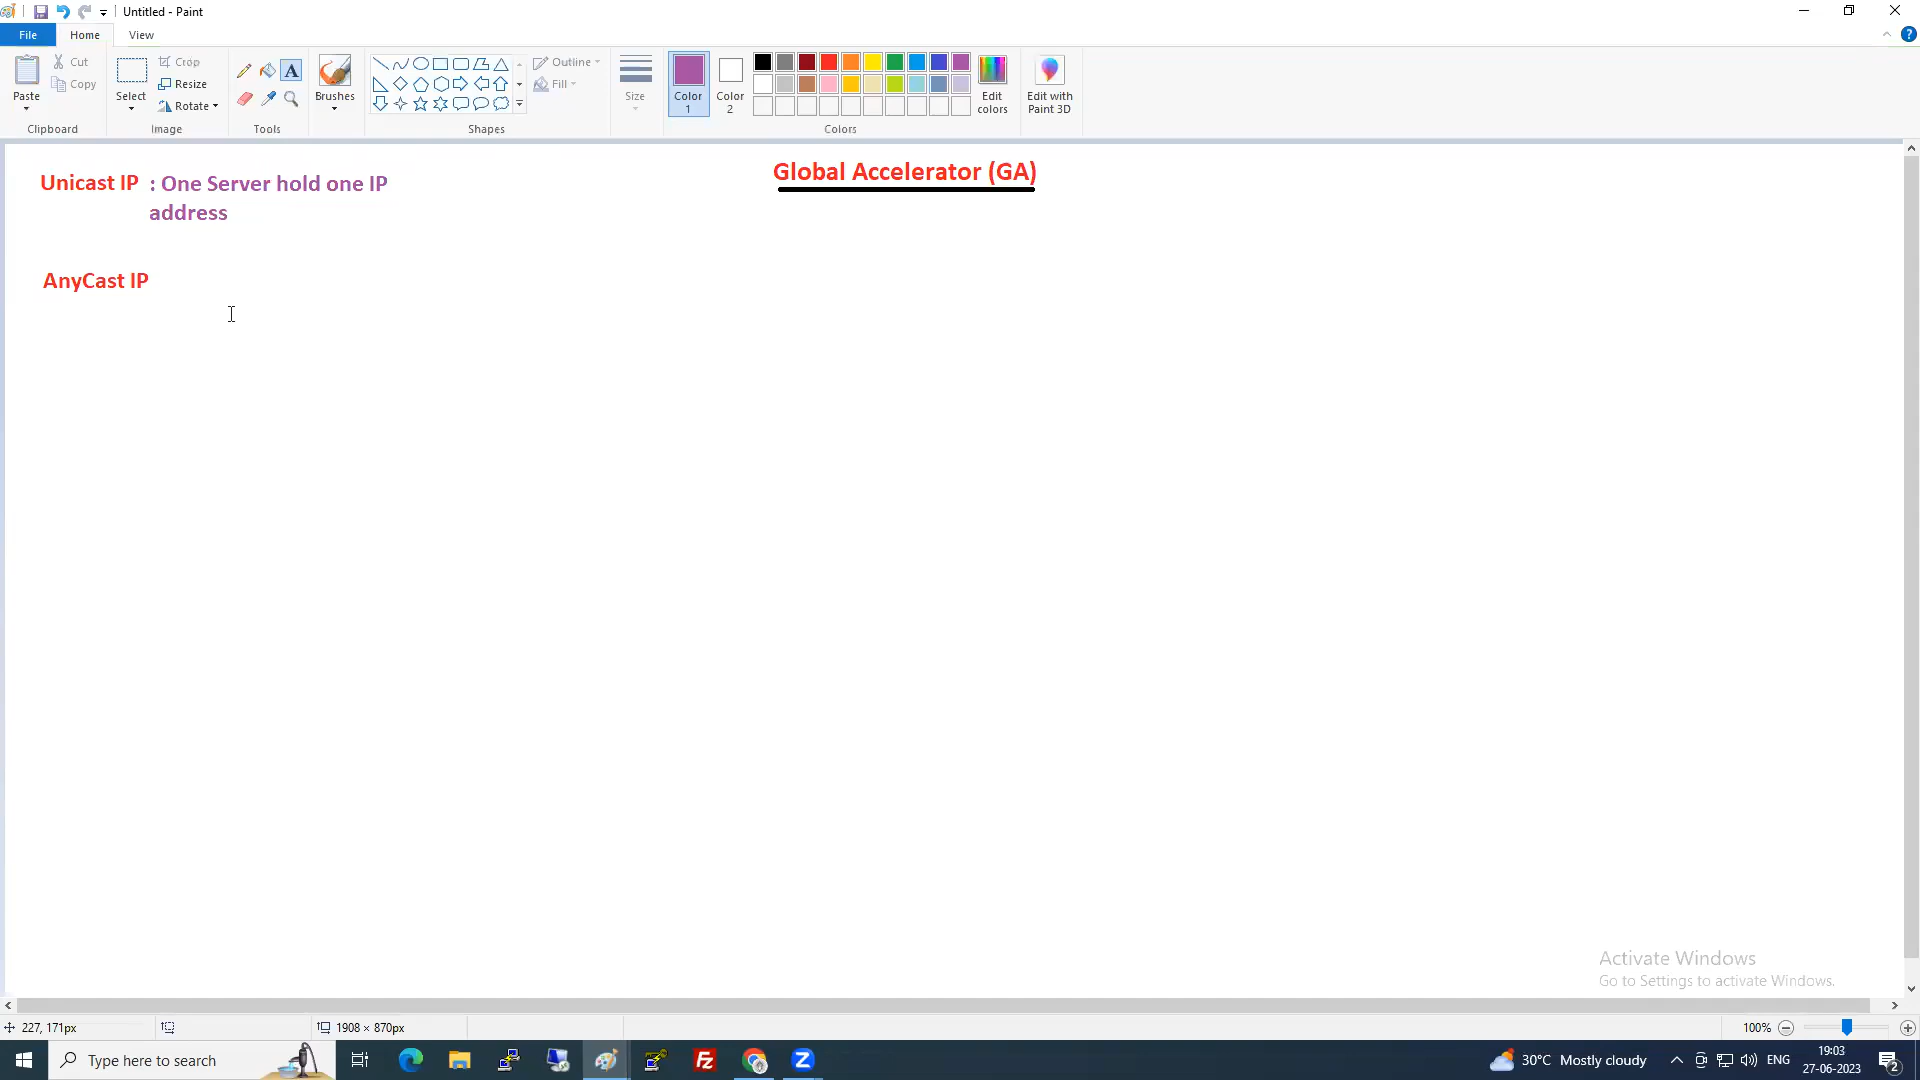 Untitled - Paint
File Home View
Paste
Cut
Copy
Clipboard
Select
Crop
Resize
Rotate
Image
A
Tools
Brushes
Shapes
Outline
Fill
Size
Color 1
Color 2
Edit colors
Edit with Paint 3D
Colors
Global Accelerator (GA)
Unicast IP : One Server hold one IP
address
AnyCast IP
Activate Windows
Go to Settings to activate Windows.
227, 171px
1908 × 870px
100%
Type here to search
30°C Mostly cloudy
ENG
19:03
27-06-2023
2